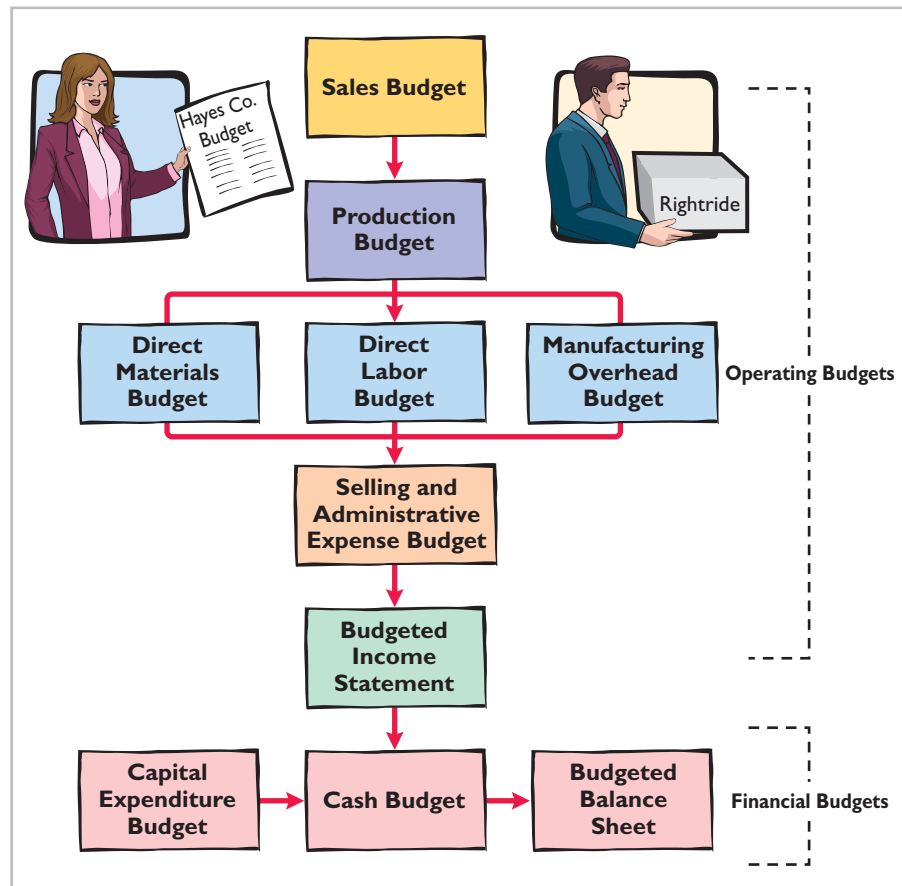 Hayes Co.
Budget
Sales Budget
Rightride
Production
Budget
Direct
Materials
Budget
Direct
Labor
Budget
Manufacturing
Overhead
Budget
Operating Budgets
Selling and
Administrative
Expense Budget
Budgeted
Income
Statement
Capital
Expenditure
Budget
Cash Budget
Budgeted
Balance
Sheet
Financial Budgets